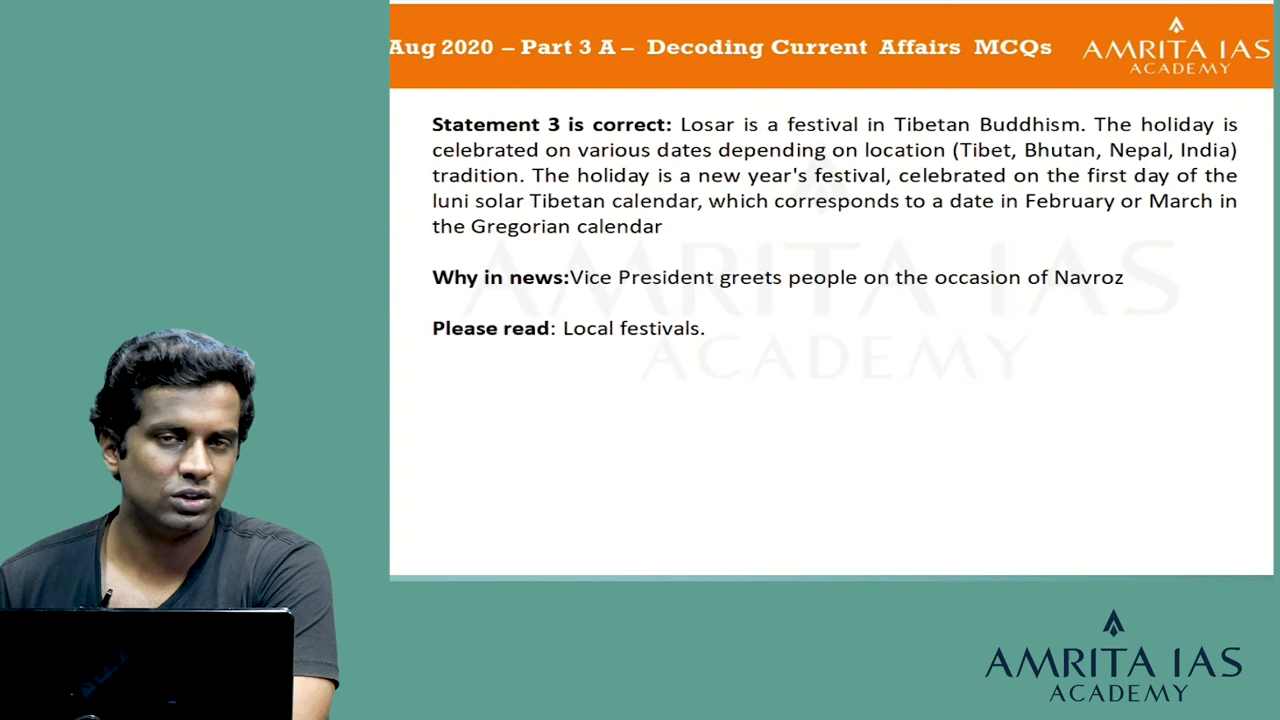 Aug 2020 – Part 3 A – Decoding Current Affairs MCQs
AMRITA IAS
ACADEMY
Statement 3 is correct: Losar is a festival in Tibetan Buddhism. The holiday is
celebrated on various dates depending on location (Tibet, Bhutan, Nepal, India)
tradition. The holiday is a new year's festival, celebrated on the first day of the
luni solar Tibetan calendar, which corresponds to a date in February or March in
the Gregorian calendar
Why in news:Vice President greets people on the occasion of Navroz
Please read: Local festivals.
AMRITA IAS
ACADEMY
AMRITA IAS
ACADEMY